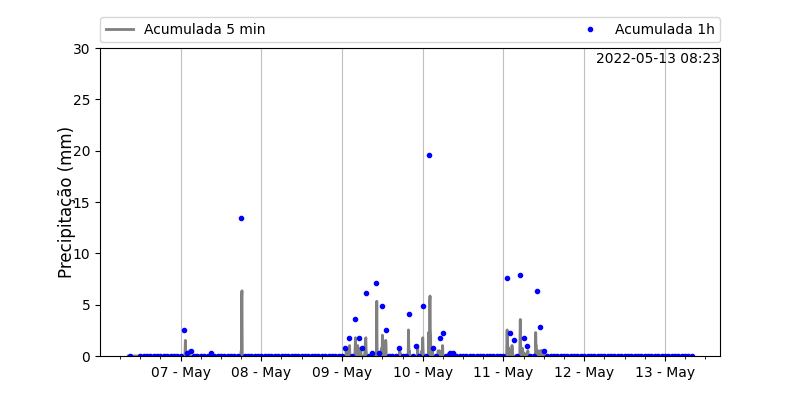 Acumulada 5 min
Acumulada 1h
2022-05-13 08:23
Precipitação (mm)
30
25
20
15
10
5
0
07 - May
08 - May
09 - May
10 - May
11 - May
12 - May
13 - May